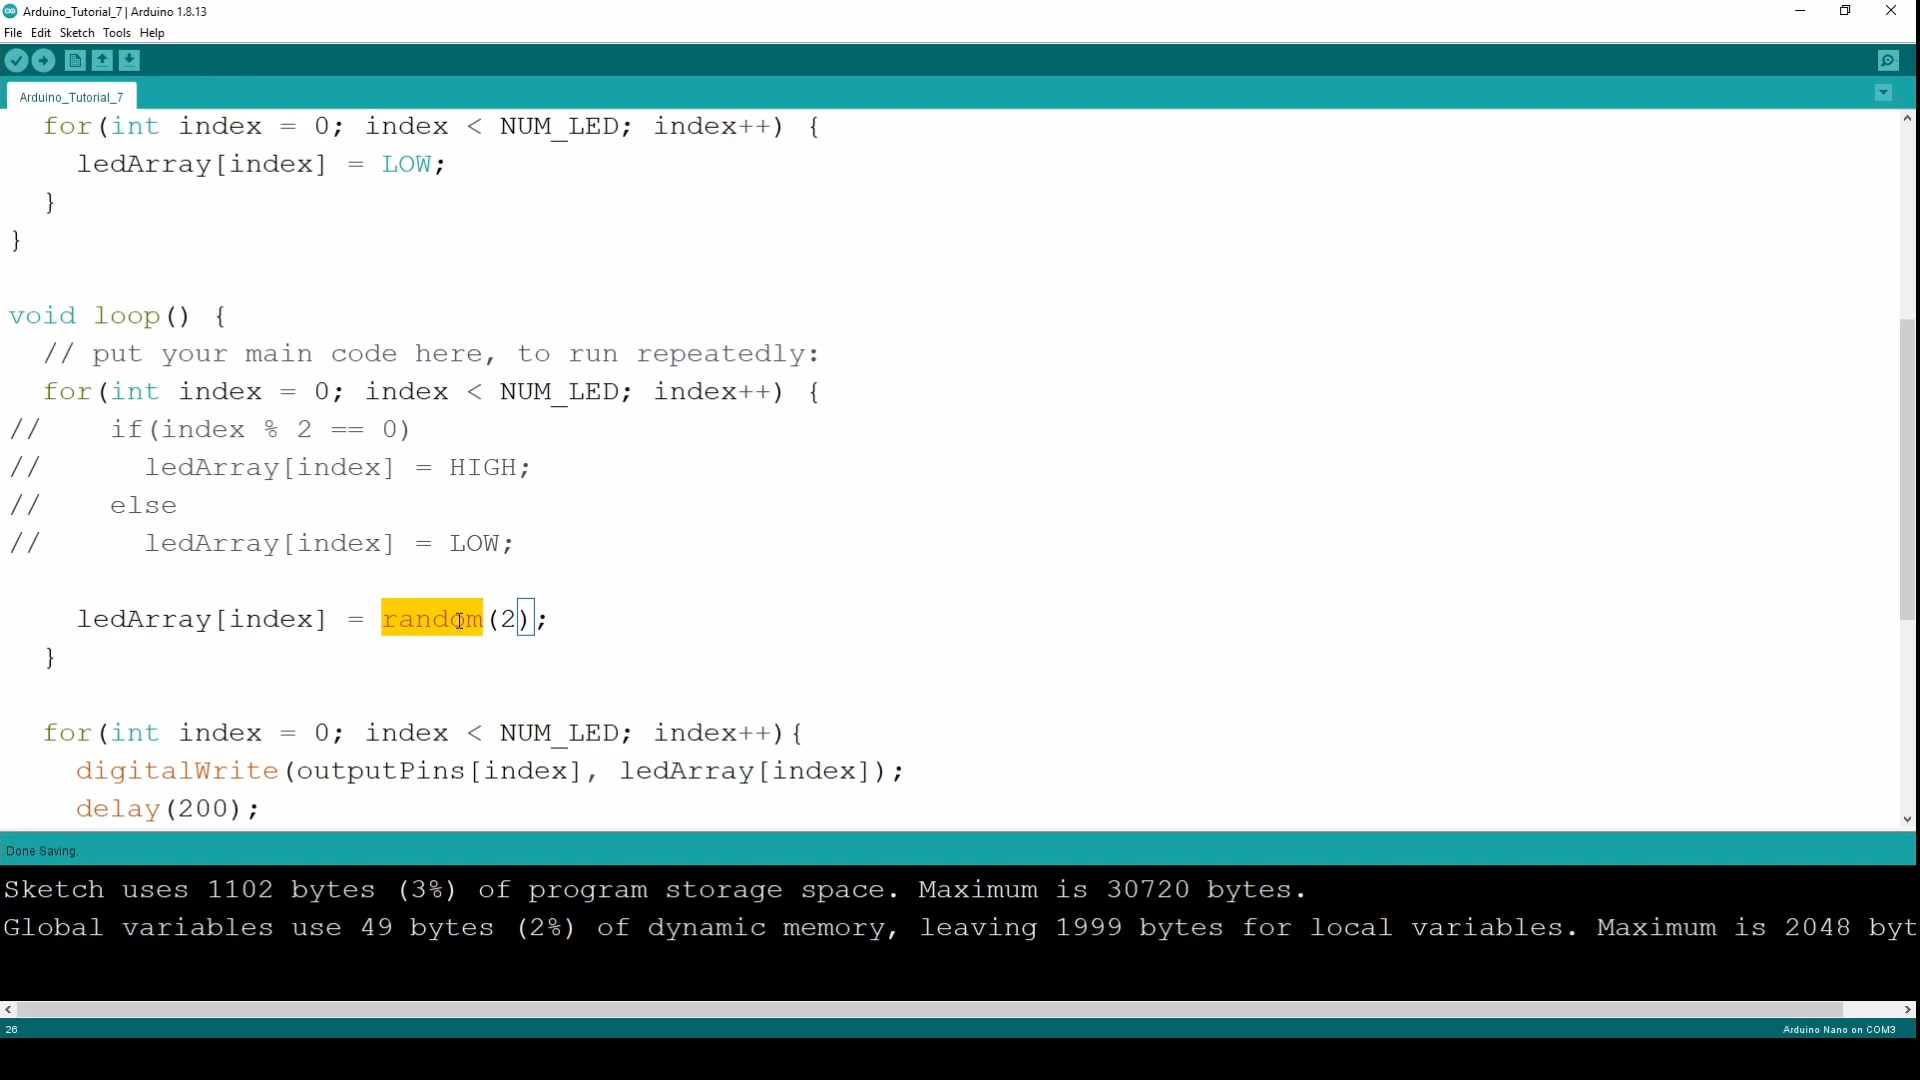 Arduino_Tutorial_7 | Arduino 1.8.13
File Edit Sketch Tools Help
Arduino_Tutorial_7
for(int index = 0; index < NUM_LED; index++) {
ledArray[index] = LOW;
}
}
void loop() {
// put your main code here, to run repeatedly:
for(int index = 0; index < NUM_LED; index++) {
// if(index % 2 == 0)
// ledArray[index] = HIGH;
// else
// ledArray[index] = LOW;
ledArray[index] = random(2);
}
for(int index = 0; index < NUM_LED; index++){
digitalWrite(outputPins[index], ledArray[index]);
delay(200);
Done Saving.
Sketch uses 1102 bytes (3%) of program storage space. Maximum is 30720 bytes.
Global variables use 49 bytes (2%) of dynamic memory, leaving 1999 bytes for local variables. Maximum is 2048 byt
26
Arduino Nano on COM3